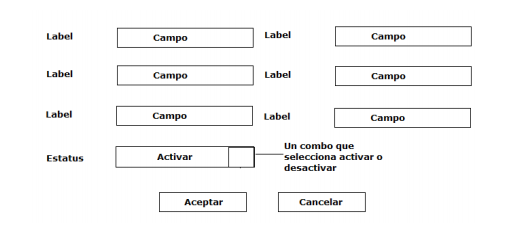 Label Campo Label Campo
Label Campo Label Campo
Label Campo Label Campo
Estatus Activar
Un combo que
selecciona activar o
desactivar
Aceptar Cancelar